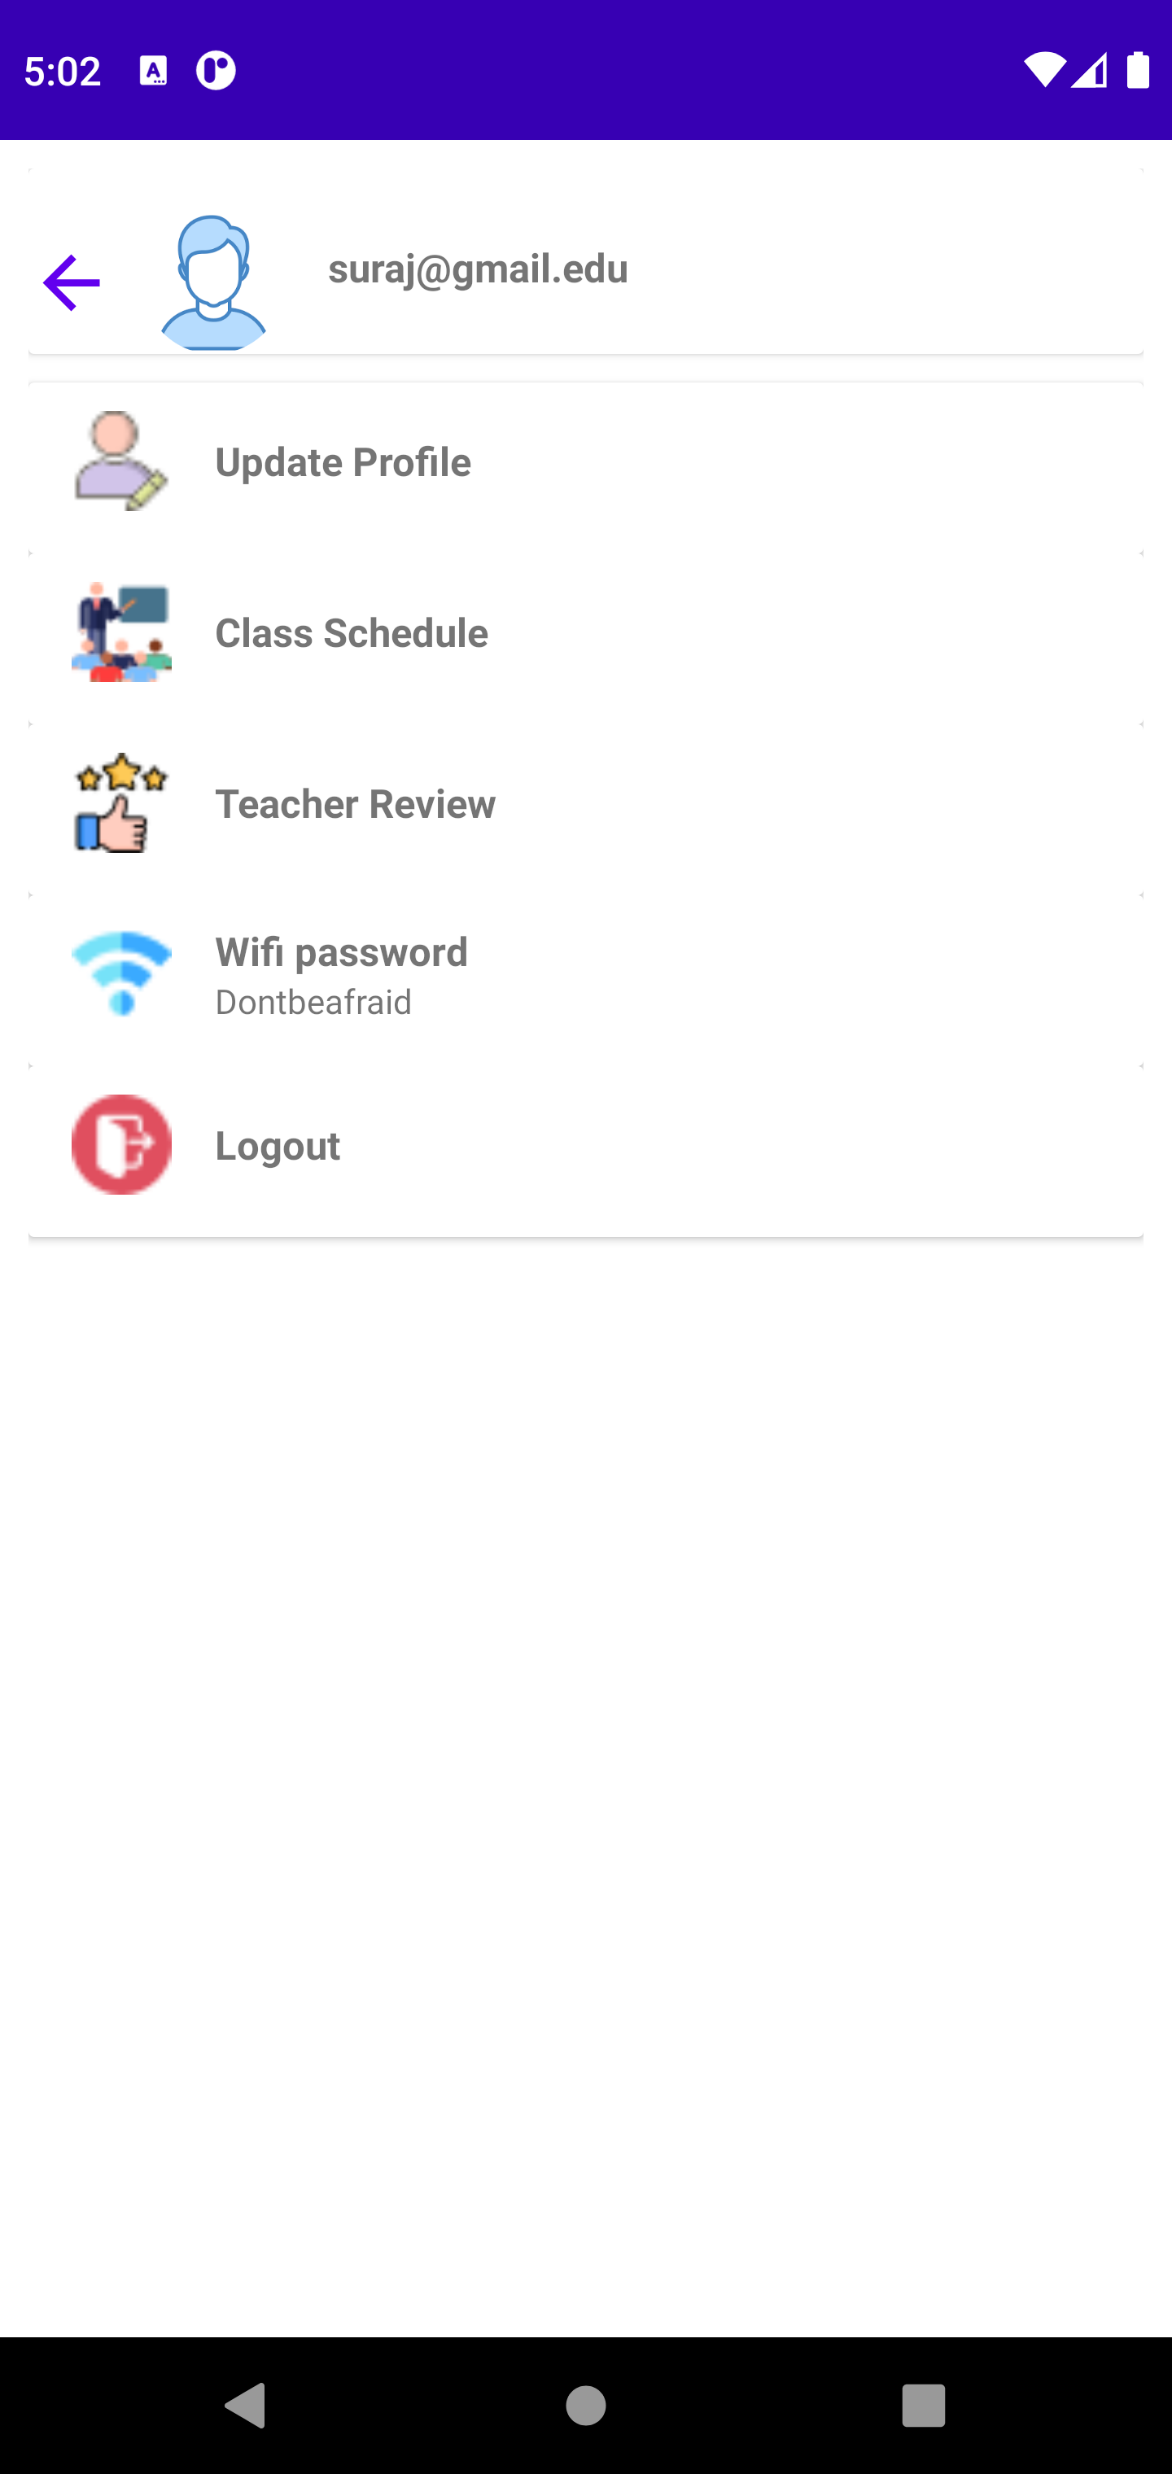 5:02
suraj@gmail.edu
Update Profile
Class Schedule
Teacher Review
Wifi password
Dontbeafraid
Logout